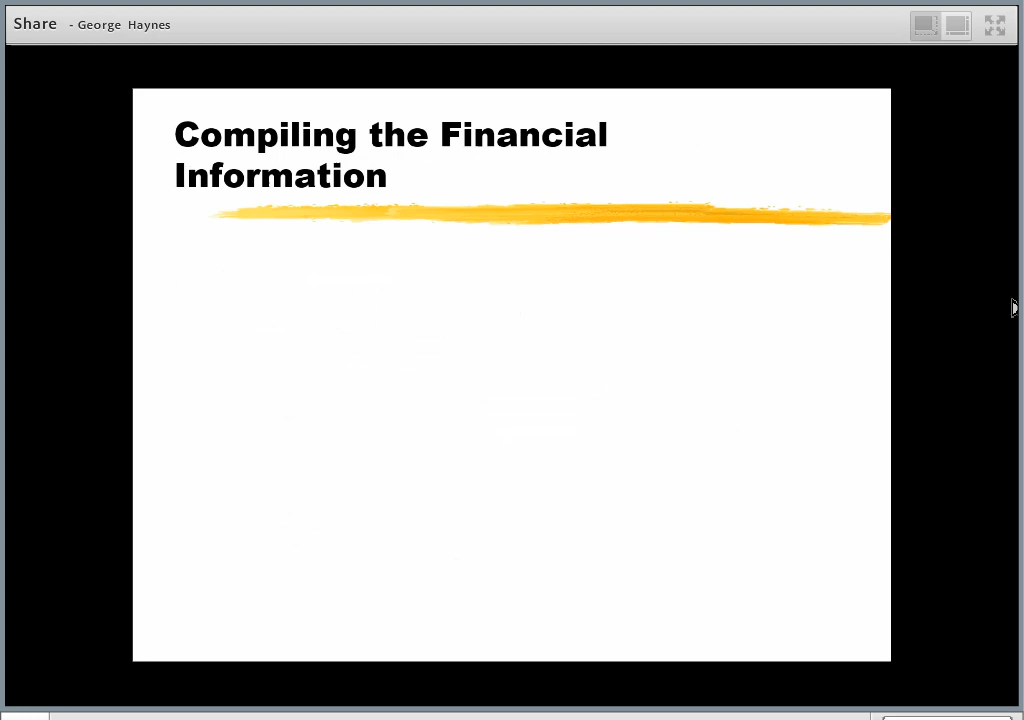 Share - George Haynes
Compiling the Financial
Information